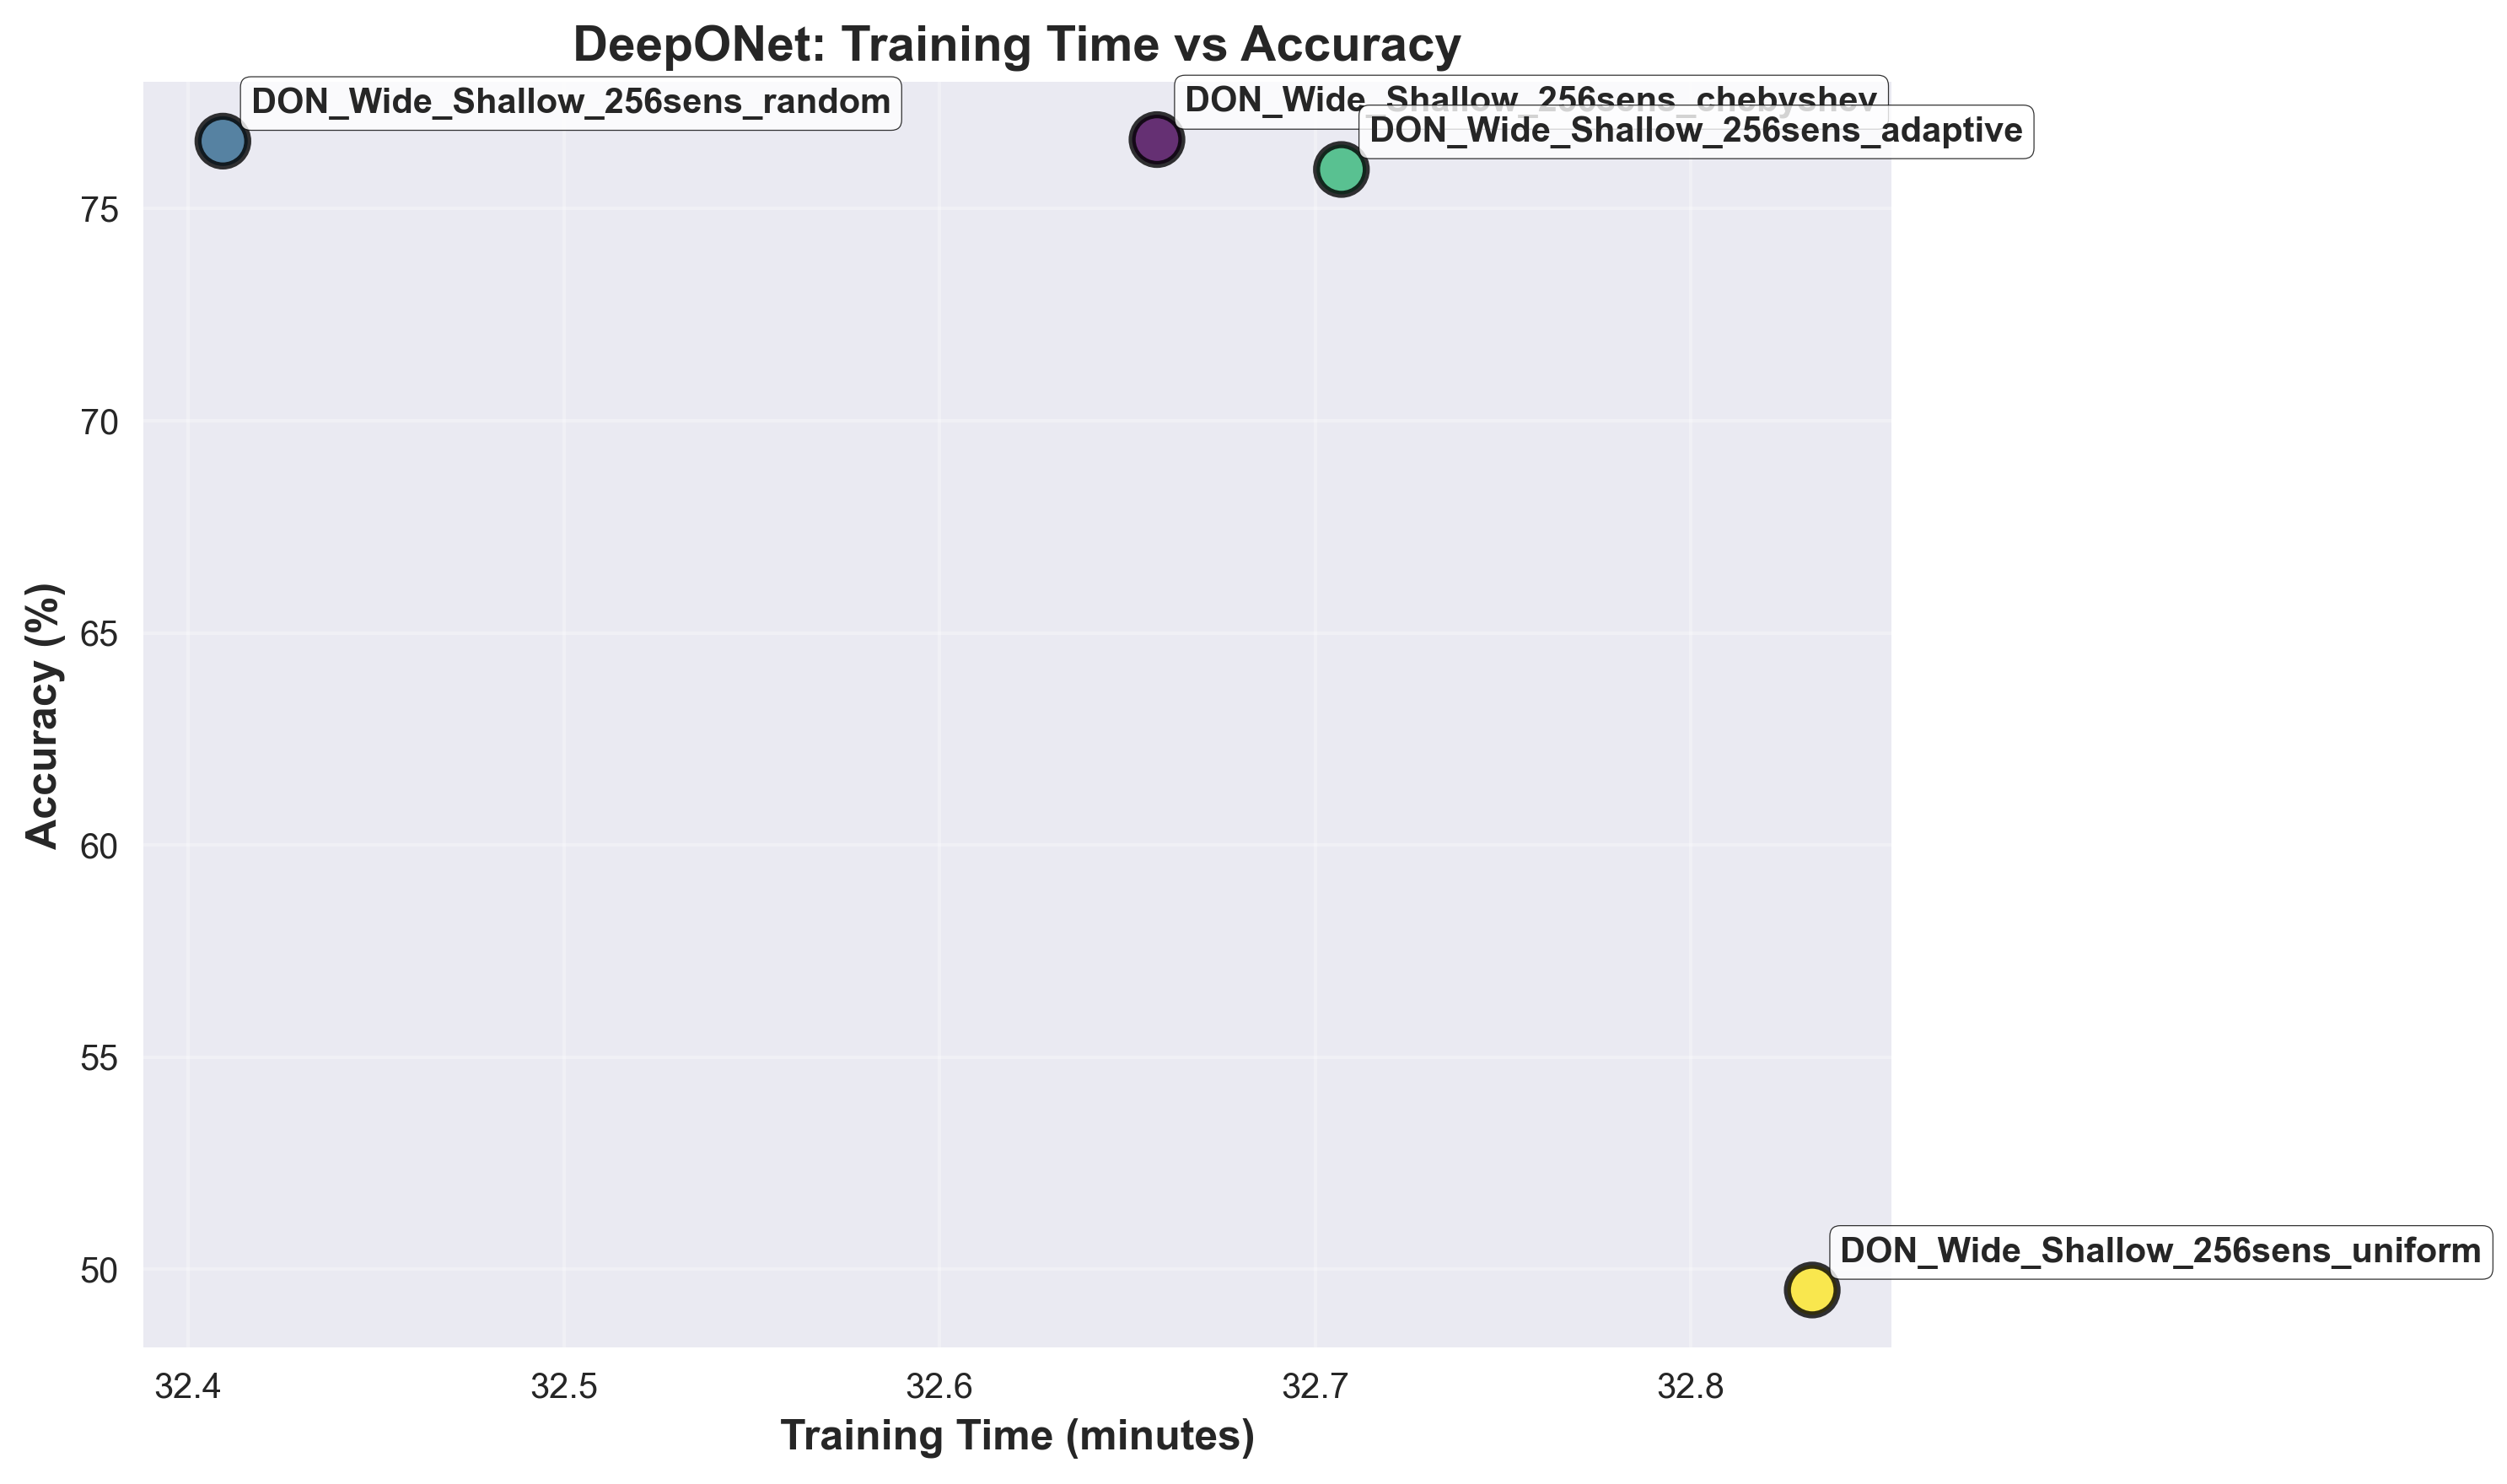 DeepONet: Training Time vs Accuracy
DON_Wide_Shallow_256sens_random
DON_Wide_Shallow_256sens_chebyshev
DON_Wide_Shallow_256sens_adaptive
75
70
65
60
55
50
Accuracy (%)
DON_Wide_Shallow_256sens_uniform
32.4 32.5 32.6 32.7 32.8
Training Time (minutes)